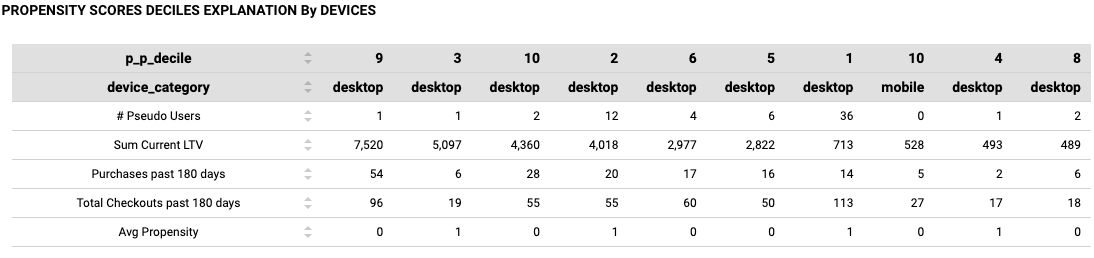 PROPENSITY SCORES DECILES EXPLANATION By DEVICES
p_p_decile 9 3 10 2 6 5 1 10 4 8
device_category desktop desktop desktop desktop desktop desktop desktop mobile desktop desktop
# Pseudo Users 1 1 2 12 4 6 36 0 1 2
Sum Current LTV 7,520 5,097 4,360 4,018 2,977 2,822 713 528 493 489
Purchases past 180 days 54 6 28 20 17 16 14 5 2 6
Total Checkouts past 180 days 96 19 55 55 60 50 113 27 17 18
Avg Propensity 0 1 0 1 0 0 1 0 1 0